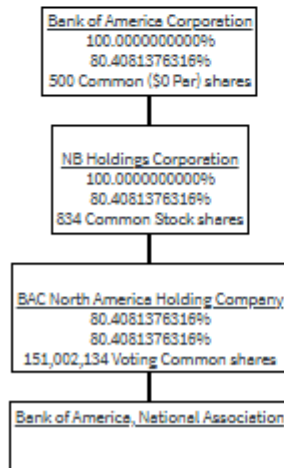 Bank of America Corporation
100.0000000000%
80.4081376316%
500 Common ($0 Par) shares
NB Holdings Corporation
100.0000000000%
80.4081376316%
834 Common Stock shares
BAC North America Holding Company
80.4081376316%
80.4081376316%
151,002,134 Voting Common shares
Bank of America, National Association